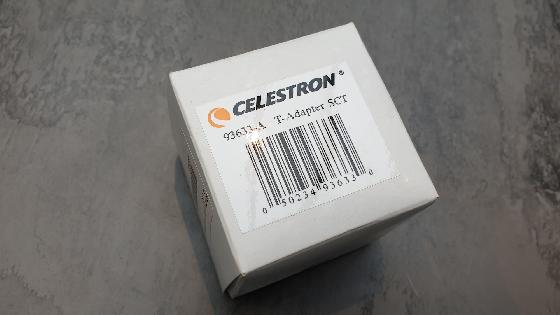 CELESTRON®
93633-A T-Adapter SCT
0 50234 93633 0